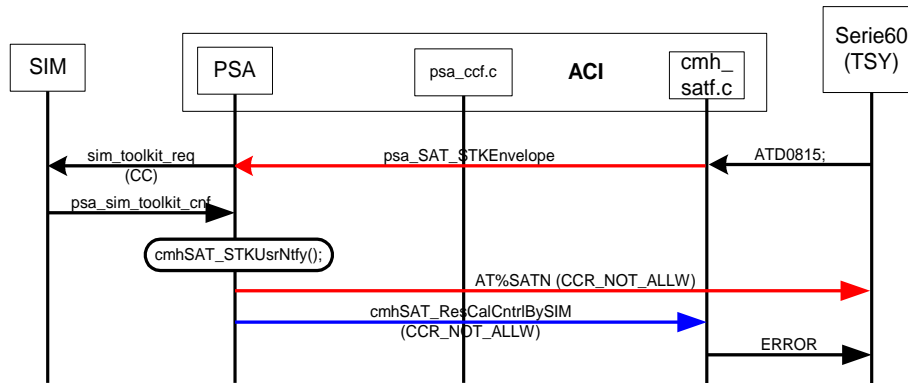 SIM
PSA
psa_ccf.c
ACI
cmh_
satf.c
Serie60
(TSY)
sim_toolkit_req
(CC)
psa_SAT_STKEnvelope
ATD0815;
psa_sim_toolkit_cnf
cmhSAT_STKUsrNtfy();
AT%SATN (CCR_NOT_ALLW)
cmhSAT_ResCalCntrlBySIM
(CCR_NOT_ALLW)
ERROR